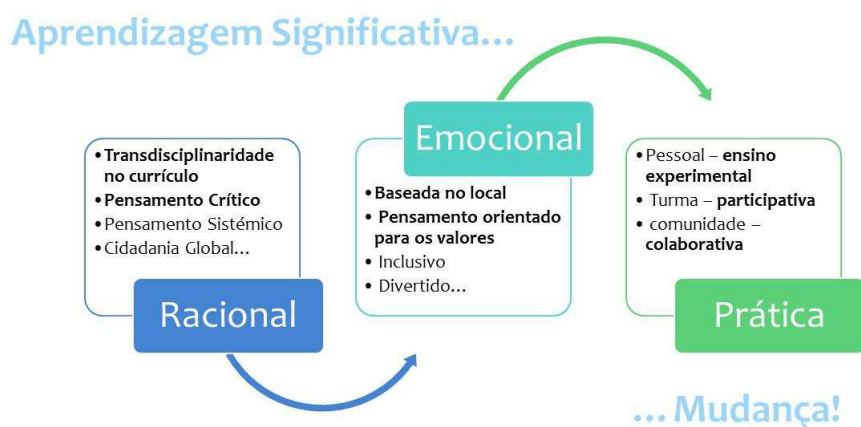 Aprendizagem Significativa...
• Transdisciplinaridade
no currículo
• Pensamento Crítico
• Pensamento Sistémico
• Cidadania Global...
Racional
Emocional
• Baseada no local
• Pensamento orientado
para os valores
• Inclusivo
• Divertido...
• Pessoal – ensino
experimental
• Turma – participativa
• comunidade –
colaborativa
Prática
... Mudança!